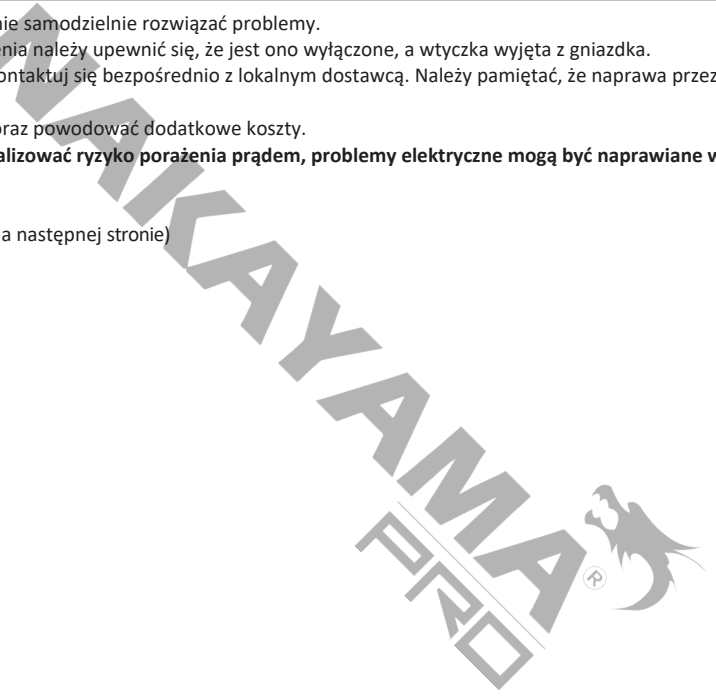 nie samodzielnie rozwiązać problemy.
enia należy upewnić się, że jest ono wyłączone, a wtyczka wyjęta z gniazdka.
ontaktuj się bezpośrednio z lokalnym dostawcą. Należy pamiętać, że naprawa przez
oraz powodować dodatkowe koszty.
alizować ryzyko porażenia prądem, problemy elektryczne mogą być naprawiane w
a następnej stronie)
NAKAYAMA
PRO
®